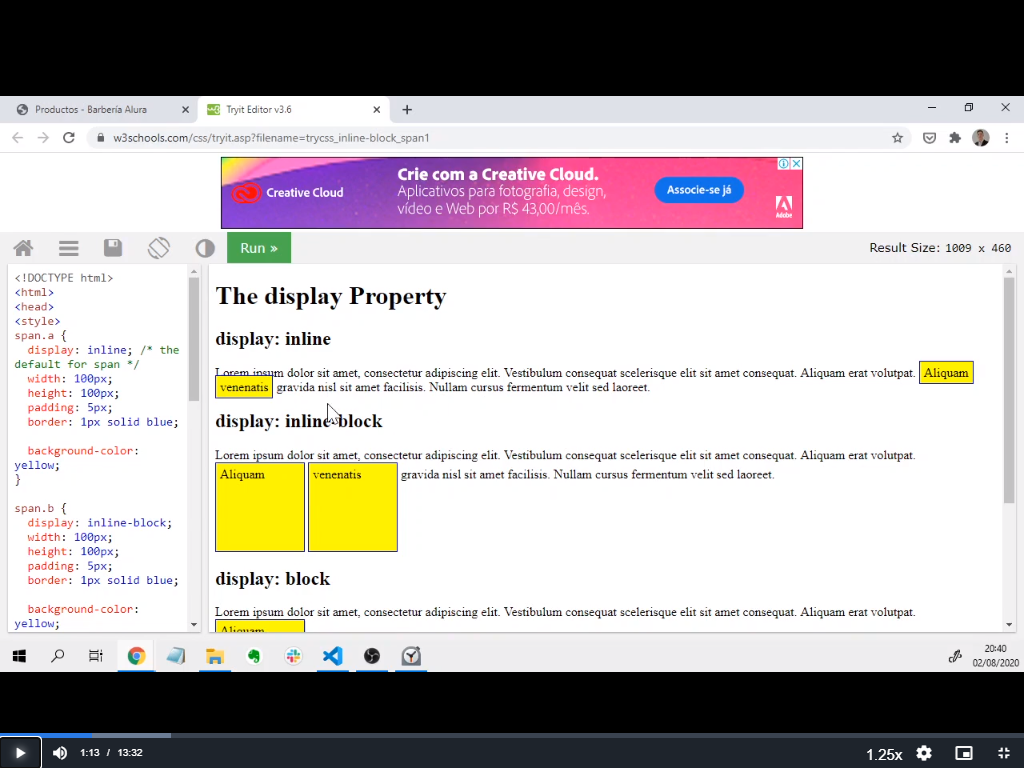 Productos - Barbería Alura
Tryit Editor v3.6
w3schools.com/css/tryit.asp?filename=trycss_inline-block_span1
Creative Cloud
Crie com a Creative Cloud.
Aplicativos para fotografia, design,
vídeo e Web por R$ 43,00/mês.
Associe-se já
Adobe
Run »
Result Size: 1009 x 460
<!DOCTYPE html>
<html>
<head>
<style>
span.a {
display: inline; /* the
default for span */
width: 100px;
height: 100px;
padding: 5px;
border: 1px solid blue;
background-color:
yellow;
}
span.b {
display: inline-block;
width: 100px;
height: 100px;
padding: 5px;
border: 1px solid blue;
background-color:
yellow;
The display Property
display: inline
Lorem ipsum dolor sit amet, consectetur adipiscing elit. Vestibulum consequat scelerisque elit sit amet consequat. Aliquam erat volutpat. Aliquam
venenatis gravida nisl sit amet facilisis. Nullam cursus fermentum velit sed laoreet.
display: inline-block
Lorem ipsum dolor sit amet, consectetur adipiscing elit. Vestibulum consequat scelerisque elit sit amet consequat. Aliquam erat volutpat.
Aliquam venenatis gravida nisl sit amet facilisis. Nullam cursus fermentum velit sed laoreet.
display: block
Lorem ipsum dolor sit amet, consectetur adipiscing elit. Vestibulum consequat scelerisque elit sit amet consequat. Aliquam erat volutpat.
Aliquam
20:40
02/08/2020
1:13 / 13:32
1.25x